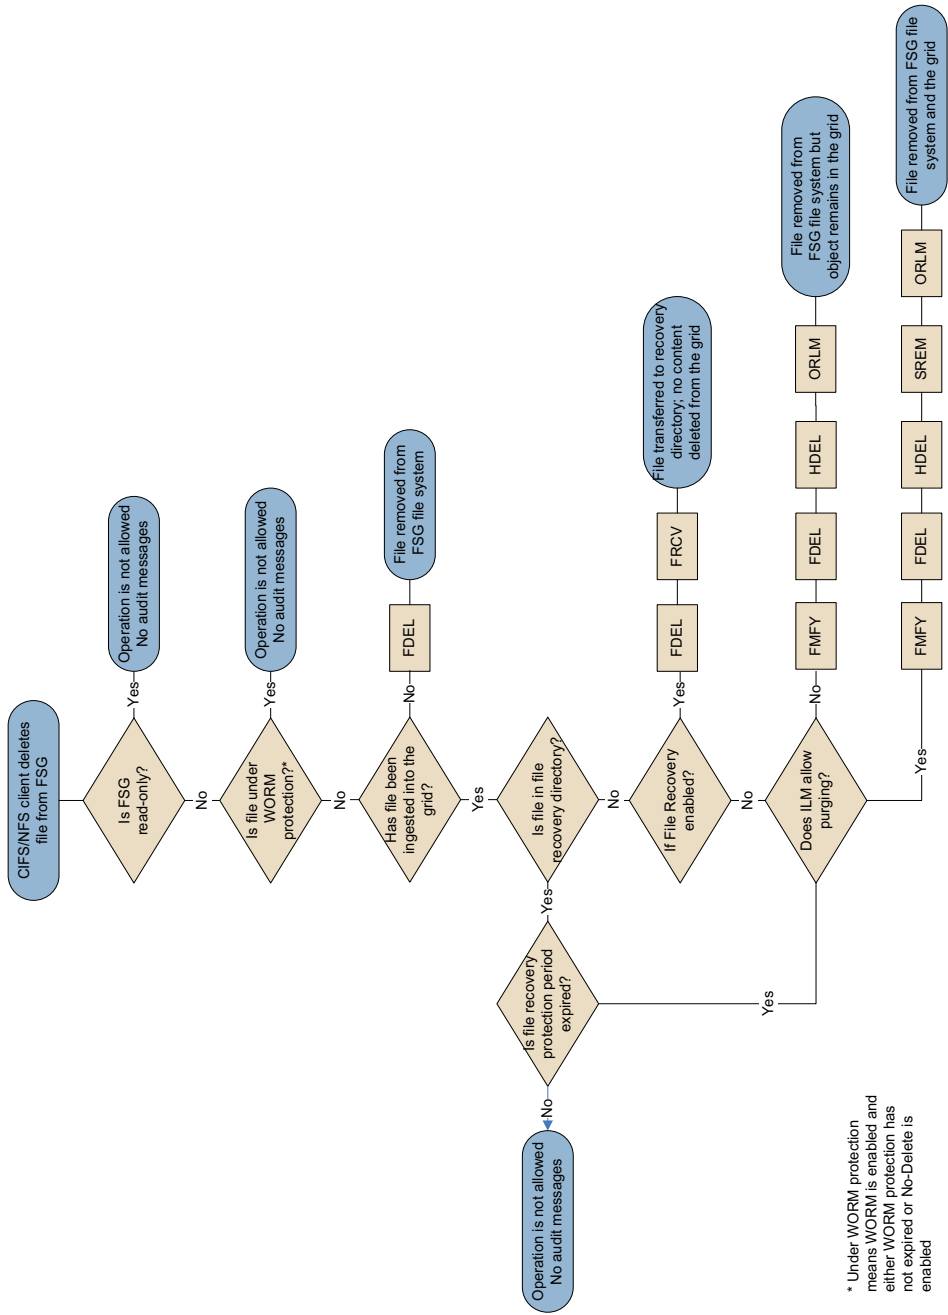 CIFS/NFS client deletes
file from FSG
Is FSG
read-only?
Yes
Operation is not allowed
No audit messages
No
Is file under
WORM
protection?*
Yes
Operation is not allowed
No audit messages
No
Has file been
ingested into the
grid?
No
FDEL
File removed from
FSG file system
Yes
Is file in file
recovery directory?
Yes
Is file recovery
protection period
expired?
No
Operation is not allowed
No audit messages
Yes
No
If File Recovery
enabled?
Yes
FDEL
FRCV
File transferred to recovery
directory; no content
deleted from the grid
No
Does ILM allow
purging?
No
FMFY
FDEL
HDEL
ORLM
File removed from
FSG file system but
object remains in the grid
Yes
FMFY
FDEL
HDEL
SREM
ORLM
File removed from FSG file
system and the grid
* Under WORM protection
means WORM is enabled and
either WORM protection has
not expired or No-Delete is
enabled